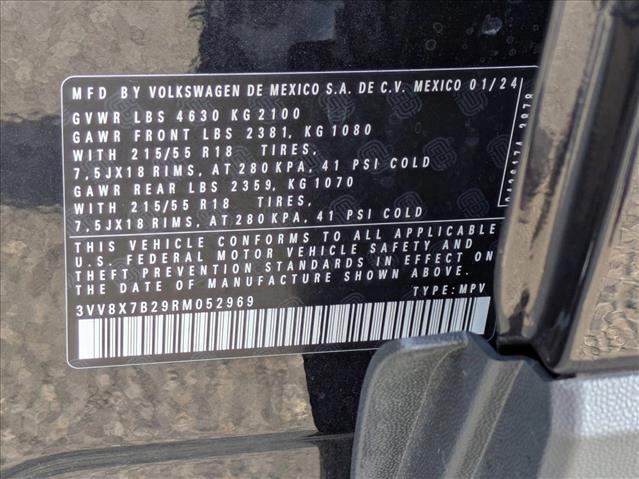 MFD BY VOLKSWAGEN DE MEXICO S.A. DE C.V. MEXICO 01/24
GVWR LBS 4630 KG 2100
GAWR FRONT LBS 2381, KG 1080
WITH 215/55 R18 TIRES,
7,5JX18 RIMS, AT 280 KPA, 41 PSI COLD
GAWR REAR LBS 2359, KG 1070
WITH 215/55 R18 TIRES,
7,5JX18 RIMS, AT 280 KPA, 41 PSI COLD
THIS VEHICLE CONFORMS TO ALL APPLICABLE
U.S. FEDERAL MOTOR VEHICLE SAFETY AND
THEFT PREVENTION STANDARDS IN EFFECT ON
THE DATE OF MANUFACTURE SHOWN ABOVE.
3VV8X7B29RM052969 TYPE: MPV